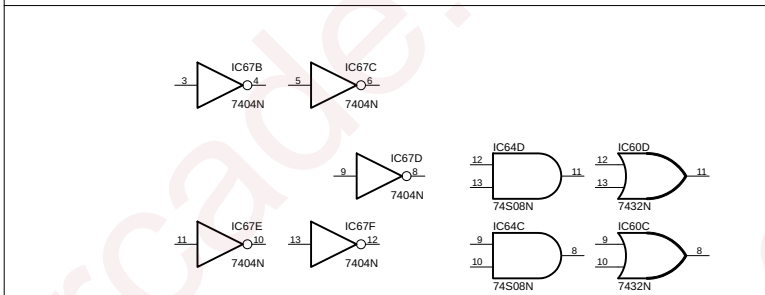 IC67B
3 4
7404N
IC67C
5 6
7404N
IC67D
9 8
7404N
IC64D
12
13
11
74S08N
IC60D
12
13
11
7432N
IC67E
11 10
7404N
IC67F
13 12
7404N
IC64C
9
10
8
74S08N
IC60C
9
10
8
7432N
rcade.